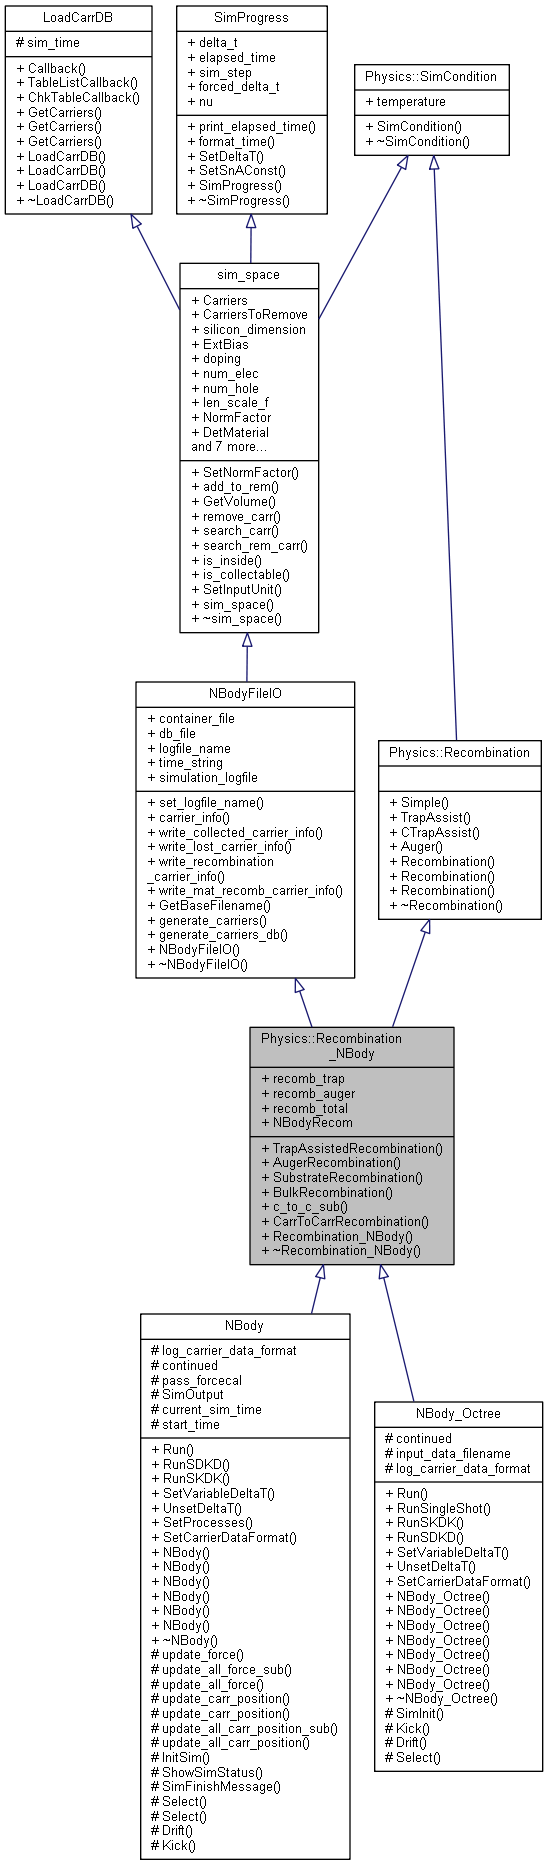 LoadCarrDB
# sim_time
+ Callback()
+ TableListCallback()
+ ChkTableCallback()
+ GetCarriers()
+ GetCarriers()
+ GetCarriers()
+ LoadCarrDB()
+ LoadCarrDB()
+ LoadCarrDB()
+ ~LoadCarrDB()
SimProgress
+ delta_t
+ elapsed_time
+ sim_step
+ forced_delta_t
+ nu
+ print_elapsed_time()
+ format_time()
+ SetDeltaT()
+ SetSnAConst()
+ SimProgress()
+ ~SimProgress()
Physics::SimCondition
+ temperature
+ SimCondition()
+ ~SimCondition()
sim_space
+ Carriers
+ CarriersToRemove
+ silicon_dimension
+ ExtBias
+ doping
+ num_elec
+ num_hole
+ len_scale_f
+ NormFactor
+ DetMaterial
and 7 more...
+ SetNormFactor()
+ add_to_rem()
+ GetVolume()
+ remove_carr()
+ search_carr()
+ search_rem_carr()
+ is_inside()
+ is_collectable()
+ SetInputUnit()
+ sim_space()
+ ~sim_space()
NBodyFileIO
+ container_file
+ db_file
+ logfile_name
+ time_string
+ simulation_logfile
+ set_logfile_name()
+ carrier_info()
+ write_collected_carrier_info()
+ write_lost_carrier_info()
+ write_recombination
_carrier_info()
+ write_mat_recomb_carrier_info()
+ GetBaseFilename()
+ generate_carriers()
+ generate_carriers_db()
+ NBodyFileIO()
+ ~NBodyFileIO()
Physics::Recombination
+ Simple()
+ TrapAssist()
+ CTrapAssist()
+ Auger()
+ Recombination()
+ Recombination()
+ Recombination()
+ ~Recombination()
Physics::Recombination
_NBody
+ recomb_trap
+ recomb_auger
+ recomb_total
+ NBodyRecom
+ TrapAssistedRecombination()
+ AugerRecombination()
+ SubstrateRecombination()
+ BulkRecombination()
+ c_to_c_sub()
+ CarrToCarrRecombination()
+ Recombination_NBody()
+ ~Recombination_NBody()
NBody
# log_carrier_data_format
# continued
# pass_forcecal
# SimOutput
# current_sim_time
# start_time
+ Run()
+ RunSDKD()
+ RunSKDK()
+ SetVariableDeltaT()
+ UnsetDeltaT()
+ SetProcesses()
+ SetCarrierDataFormat()
+ NBody()
+ NBody()
+ NBody()
+ NBody()
+ NBody()
+ NBody()
+ ~NBody()
# update_force()
# update_all_force_sub()
# update_all_force()
# update_carr_position()
# update_carr_position()
# update_all_carr_position_sub()
# update_all_carr_position()
# InitSim()
# ShowSimStatus()
# SimFinishMessage()
# Select()
# Select()
# Drift()
# Kick()
NBody_Octree
# continued
# input_data_filename
# log_carrier_data_format
+ Run()
+ RunSingleShot()
+ RunSKDK()
+ RunSDKD()
+ SetVariableDeltaT()
+ UnsetDeltaT()
+ SetCarrierDataFormat()
+ NBody_Octree()
+ NBody_Octree()
+ NBody_Octree()
+ NBody_Octree()
+ NBody_Octree()
+ NBody_Octree()
+ NBody_Octree()
+ ~NBody_Octree()
# SimInit()
# Kick()
# Drift()
# Select()